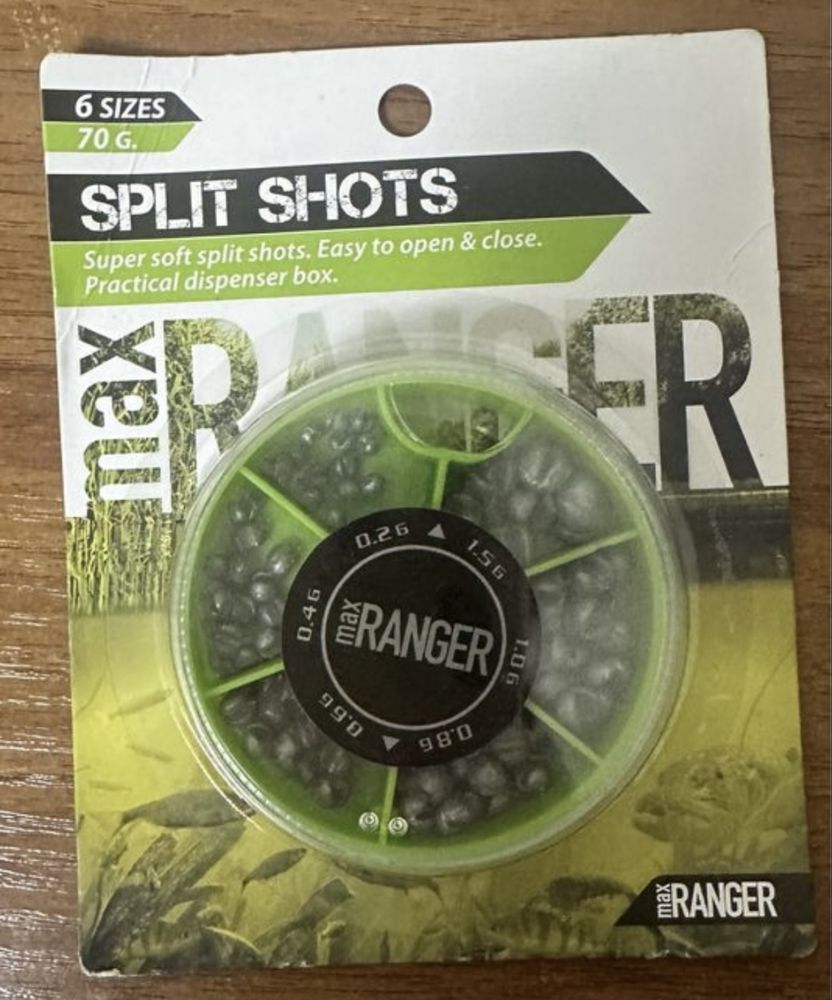 6 SIZES
70 G.
SPLIT SHOTS
Super soft split shots. Easy to open & close.
Practical dispenser box.
max RANGER
0.2G
1.5G
0.4G
max RANGER
1.0G
0.6G
0.8G
max RANGER